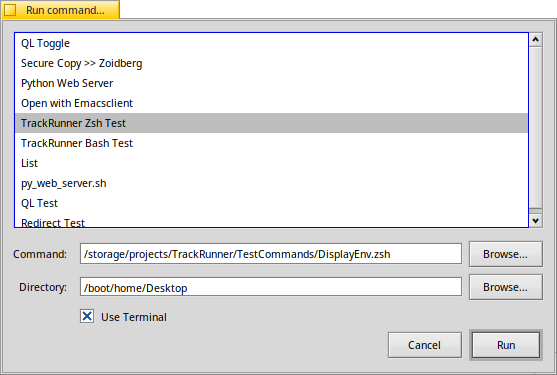 Run command...
QL Toggle
Secure Copy >> Zoidberg
Python Web Server
Open with Emacsclient
TrackRunner Zsh Test
TrackRunner Bash Test
List
py_web_server.sh
QL Test
Redirect Test
Command: /storage/projects/TrackRunner/TestCommands/DisplayEnv.zsh Browse...
Directory: /boot/home/Desktop Browse...
Use Terminal
Cancel Run